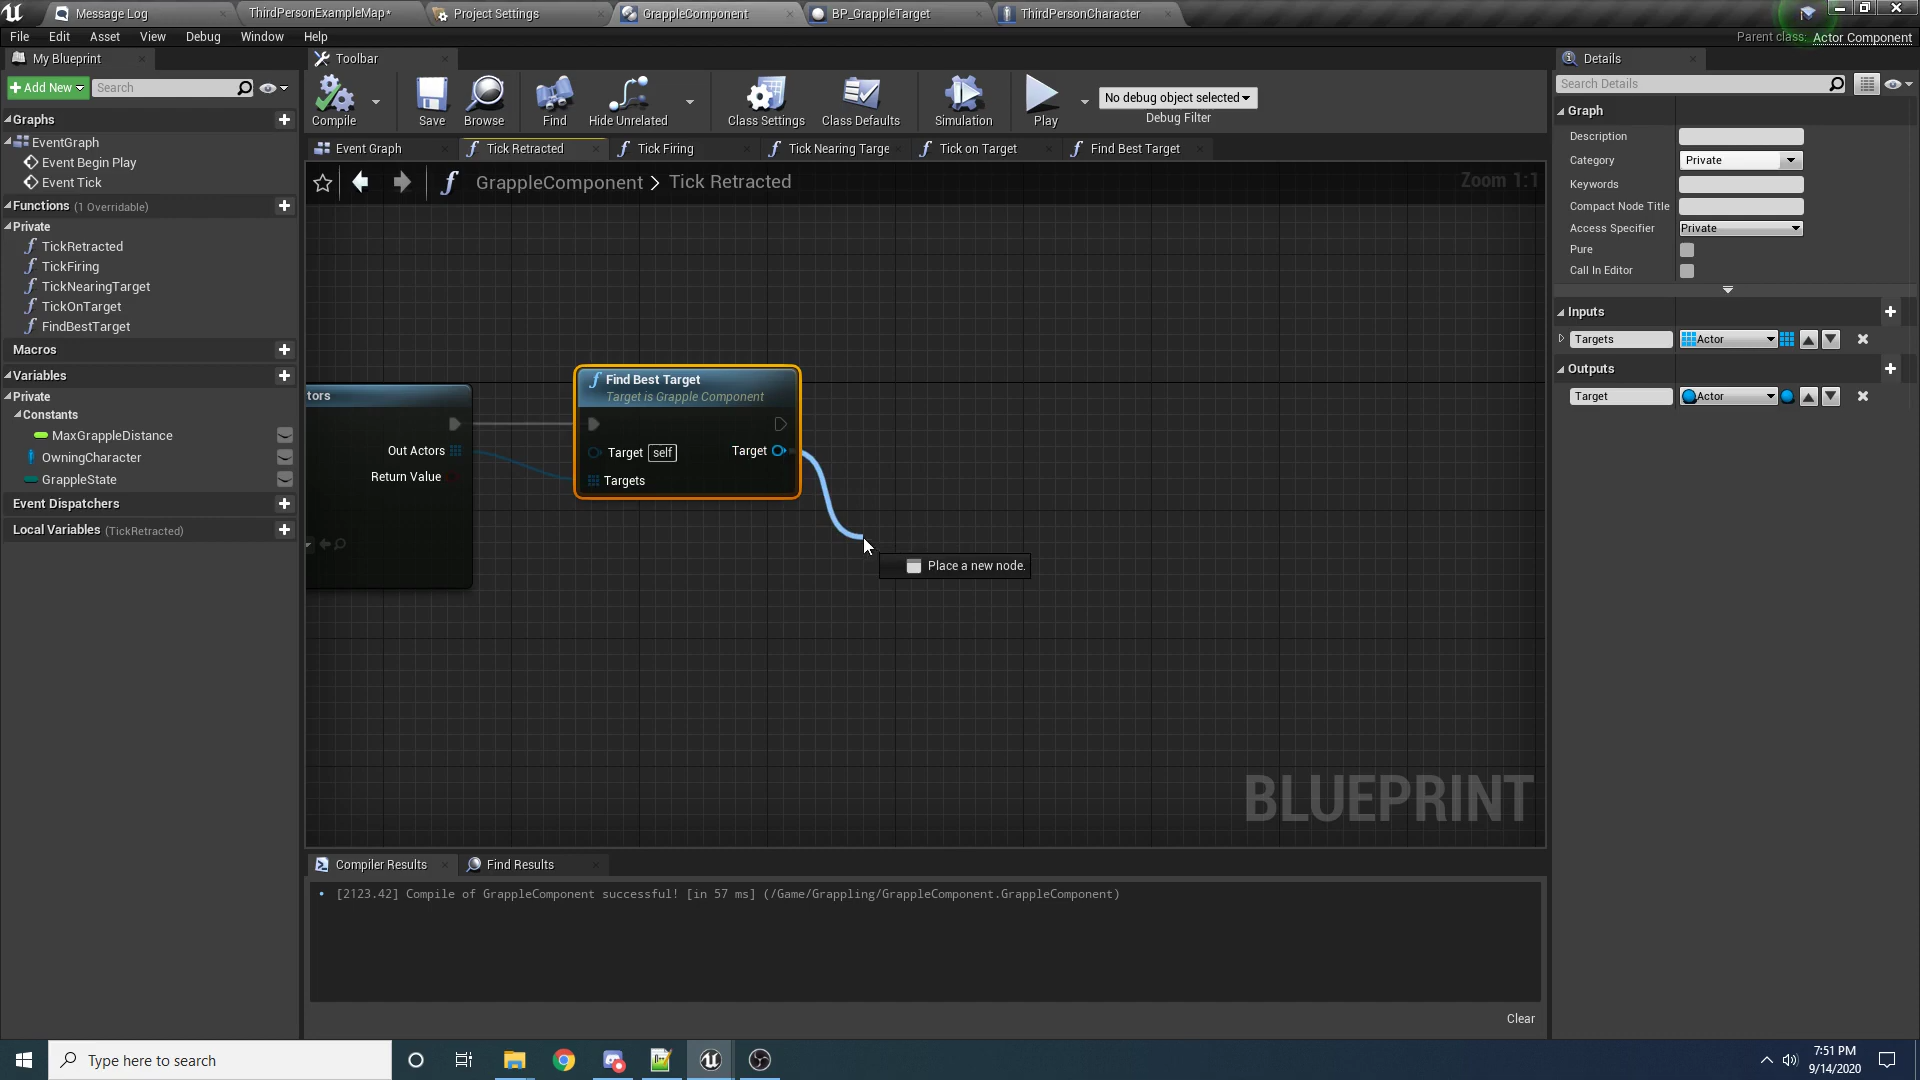 Message Log
ThirdPersonExampleMap*
Project Settings
GrappleComponent
BP_GrappleTarget
ThirdPersonCharacter
File
Edit
Asset
View
Debug
Window
Help
Parent class: Actor Component
My Blueprint
Toolbar
Details
Add New
Search
Compile
Save
Browse
Find
Hide Unrelated
Class Settings
Class Defaults
Simulation
Play
No debug object selected
Debug Filter
Search Details
Graphs
EventGraph
Event Begin Play
Event Tick
Functions (1 Overridable)
Private
TickRetracted
TickFiring
TickNearingTarget
TickOnTarget
FindBestTarget
Macros
Variables
Private
Constants
MaxGrappleDistance
OwningCharacter
GrappleState
Event Dispatchers
Local Variables (TickRetracted)
Event Graph
Tick Retracted
Tick Firing
Tick Nearing Targe
Tick on Target
Find Best Target
GrappleComponent > Tick Retracted
Zoom 1:1
tors
Out Actors
Return Value
Find Best Target
Target is Grapple Component
Target self
Target
Targets
Place a new node.
BLUEPRINT
Graph
Description
Category
Private
Keywords
Compact Node Title
Access Specifier
Private
Pure
Call In Editor
Inputs
Targets
Actor
Outputs
Target
Actor
Compiler Results
Find Results
[2123.42] Compile of GrappleComponent successful! [in 57 ms] (/Game/Grappling/GrappleComponent.GrappleComponent)
Clear
Type here to search
7:51 PM
9/14/2020